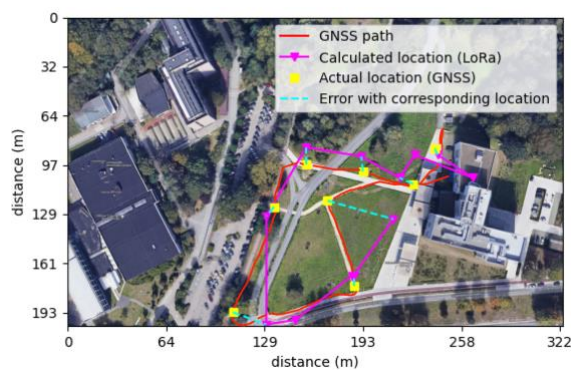 GNSS path
Calculated location (LoRa)
Actual location (GNSS)
Error with corresponding location
distance (m)
0
32
64
97
129
161
193
0
64
129
193
258
322
distance (m)